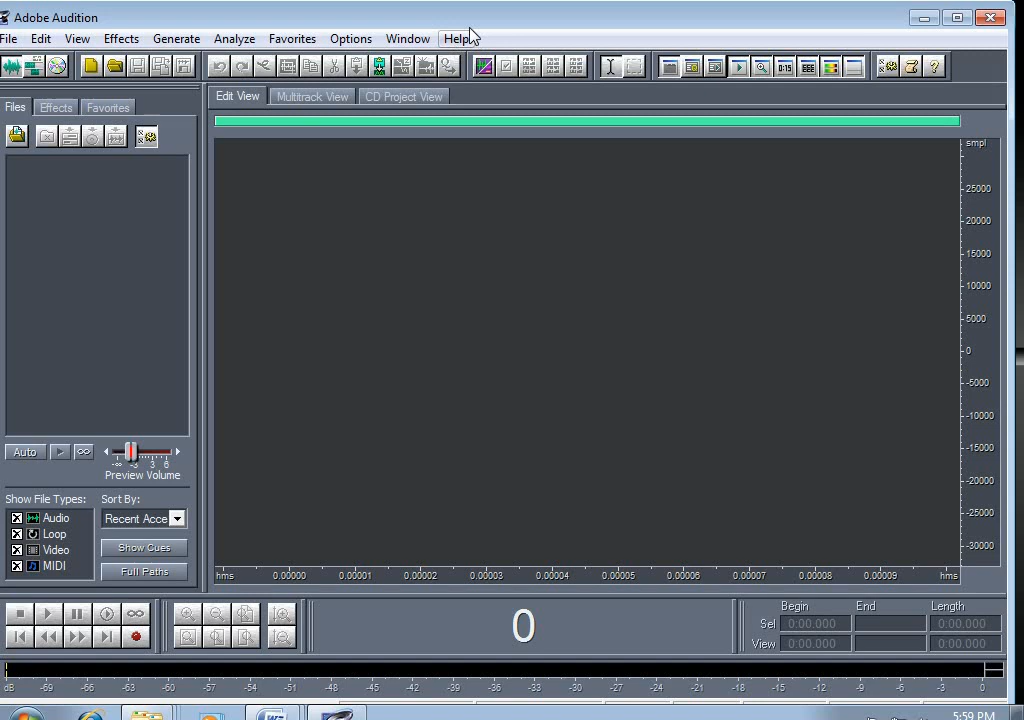 Adobe Audition
File Edit View Effects Generate Analyze Favorites Options Window Help
Edit View Multitrack View CD Project View
Files Effects Favorites
smpl
25000
20000
15000
10000
5000
0
-5000
-10000
-15000
-20000
-25000
-30000
Auto
-∞ -3 3 6
Preview Volume
Show File Types: Sort By:
Audio
Loop
Video
MIDI
Recent Acce
Show Cues
Full Paths
hms 0.00000 0.00001 0.00002 0.00003 0.00004 0.00005 0.00006 0.00007 0.00008 0.00009 hms
0
Begin End Length
Sel 0:00.000 0:00.000
View 0:00.000 0:00.000
dB -69 -66 -63 -60 -57 -54 -51 -48 -45 -42 -39 -36 -33 -30 -27 -24 -21 -18 -15 -12 -9 -6 -3 0
5:59 PM